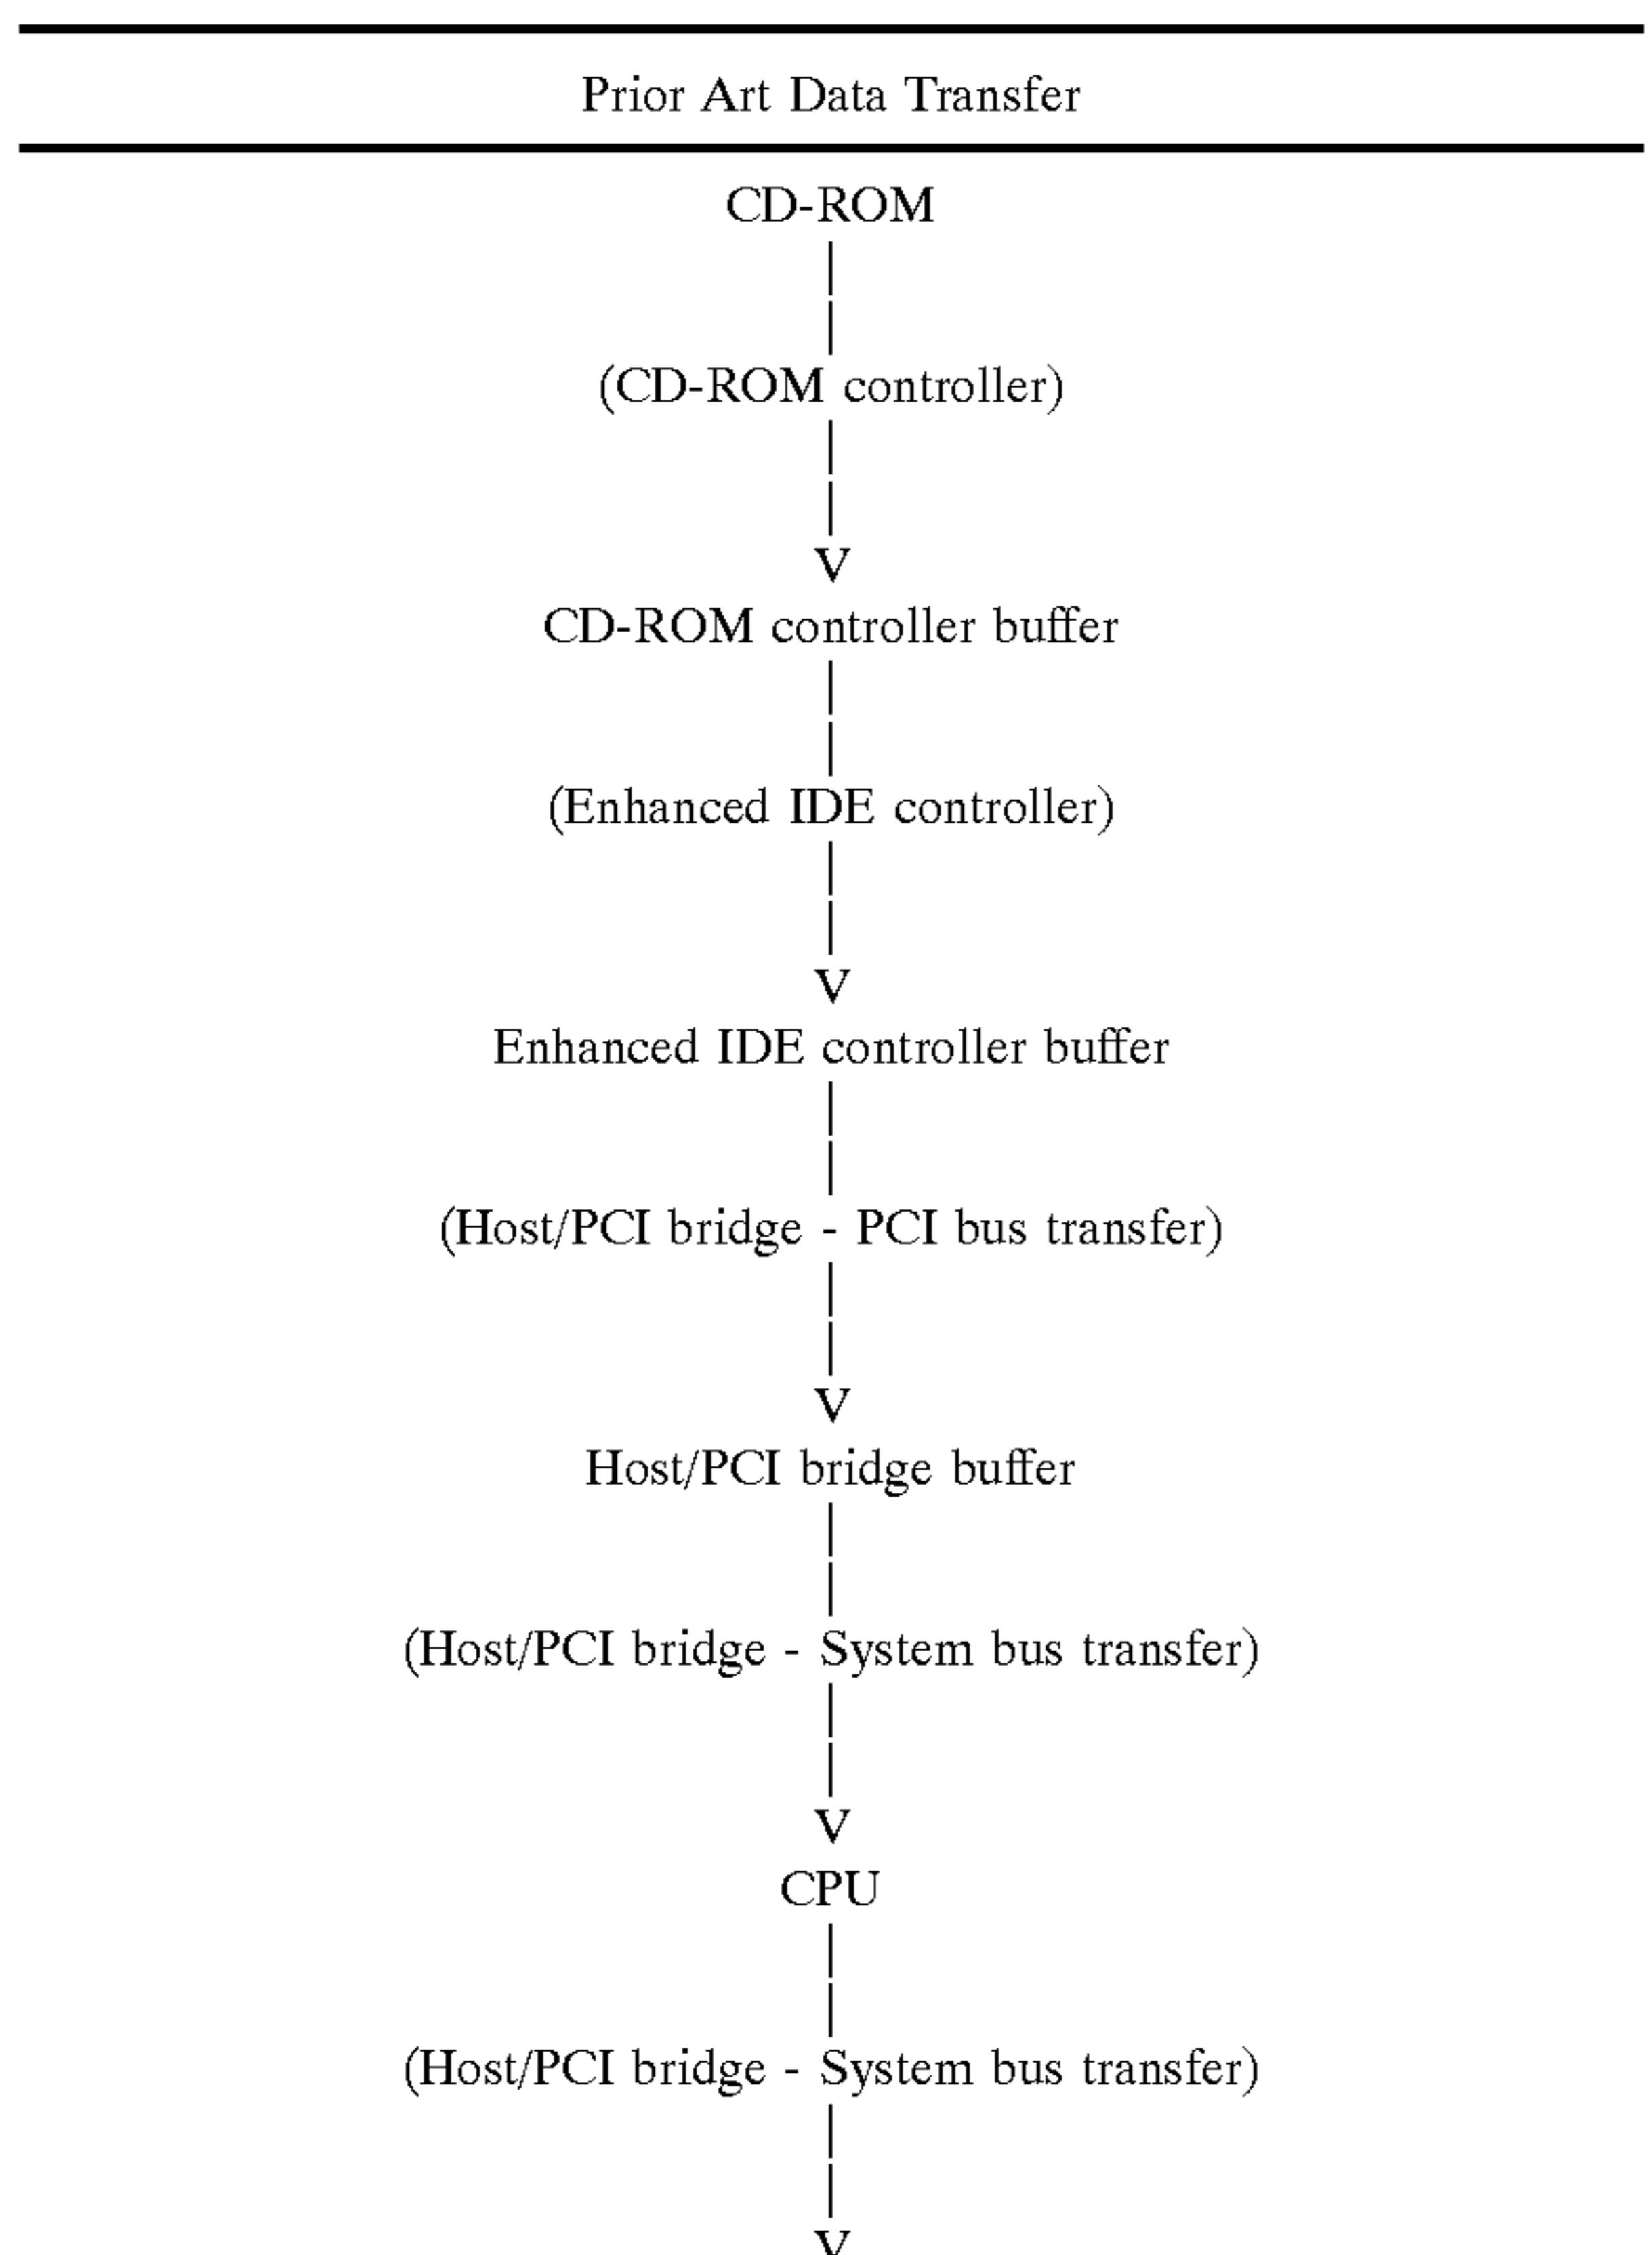 Prior Art Data Transfer
CD-ROM
|
|
(CD-ROM controller)
|
|
V
CD-ROM controller buffer
|
|
(Enhanced IDE controller)
|
|
V
Enhanced IDE controller buffer
|
|
(Host/PCI bridge - PCI bus transfer)
|
|
V
Host/PCI bridge buffer
|
|
(Host/PCI bridge - System bus transfer)
|
|
V
CPU
|
|
(Host/PCI bridge - System bus transfer)
|
|
V